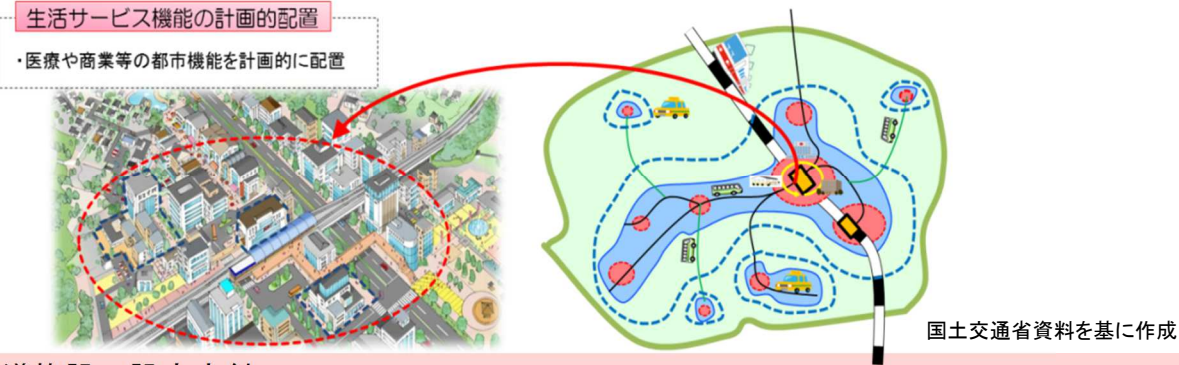 生活サービス機能の計画的配置
・医療や商業等の都市機能を計画的に配置
国土交通省資料を基に作成